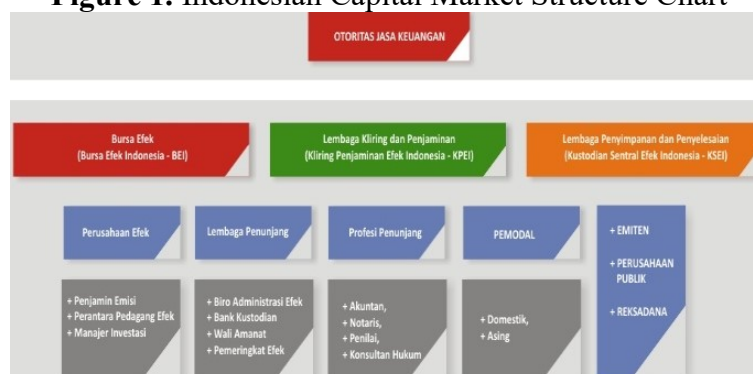 Figure 1. Indonesian Capital Market Structure Chart
OTORITAS JASA KEUANGAN
Bursa Efek
(Bursa Efek Indonesia - BEI)
Lembaga Kliring dan Penjaminan
(Kliring Penjaminan Efek Indonesia - KPEI)
Lembaga Penyimpanan dan Penyelesaian
(Kustodian Sentral Efek Indonesia - KSEI)
Perusahaan Efek
Lembaga Penunjang
Profesi Penunjang
PEMODAL
+ EMITEN
+ PERUSAHAAN
PUBLIK
+ REKSADANA
+ Penjamin Emisi
+ Perantara Pedagang Efek
+ Manajer Investasi
+ Biro Administrasi Efek
+ Bank Kustodian
+ Wali Amanat
+ Pemeringkat Efek
+ Akuntan,
+ Notaris,
+ Penilai,
+ Konsultan Hukum
+ Domestik,
+ Asing